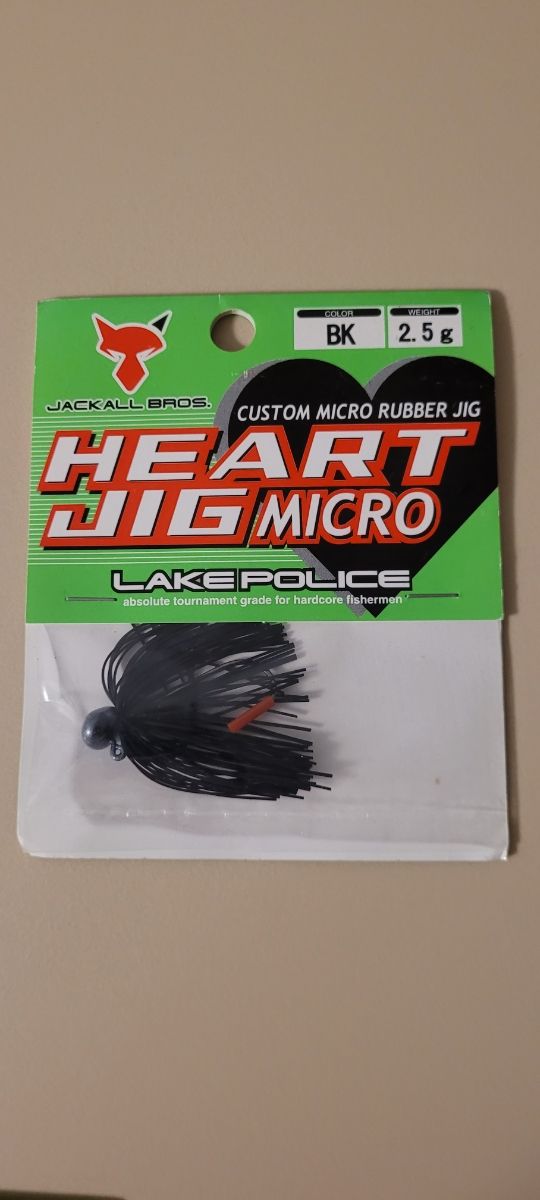 COLOR
BK
WEIGHT
2.5g
JACKALL BROS.
CUSTOM MICRO RUBBER JIG
HEART
JIG MICRO
LAKE POLICE
absolute tournament grade for hardcore fishermen